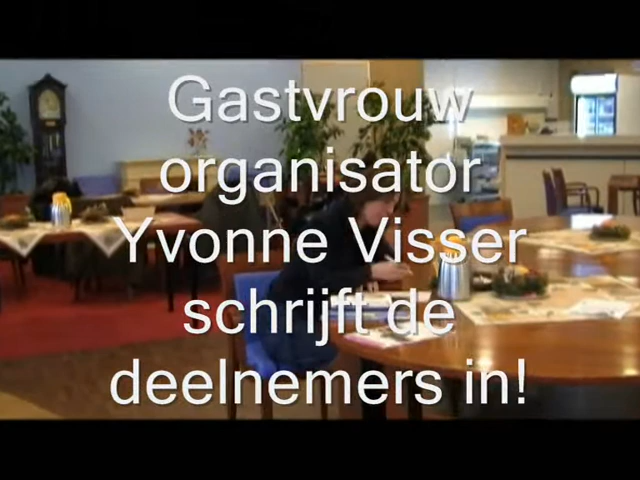 Gastvrouw
organisator
Yvonne Visser
schrijft de
deelnemers in!